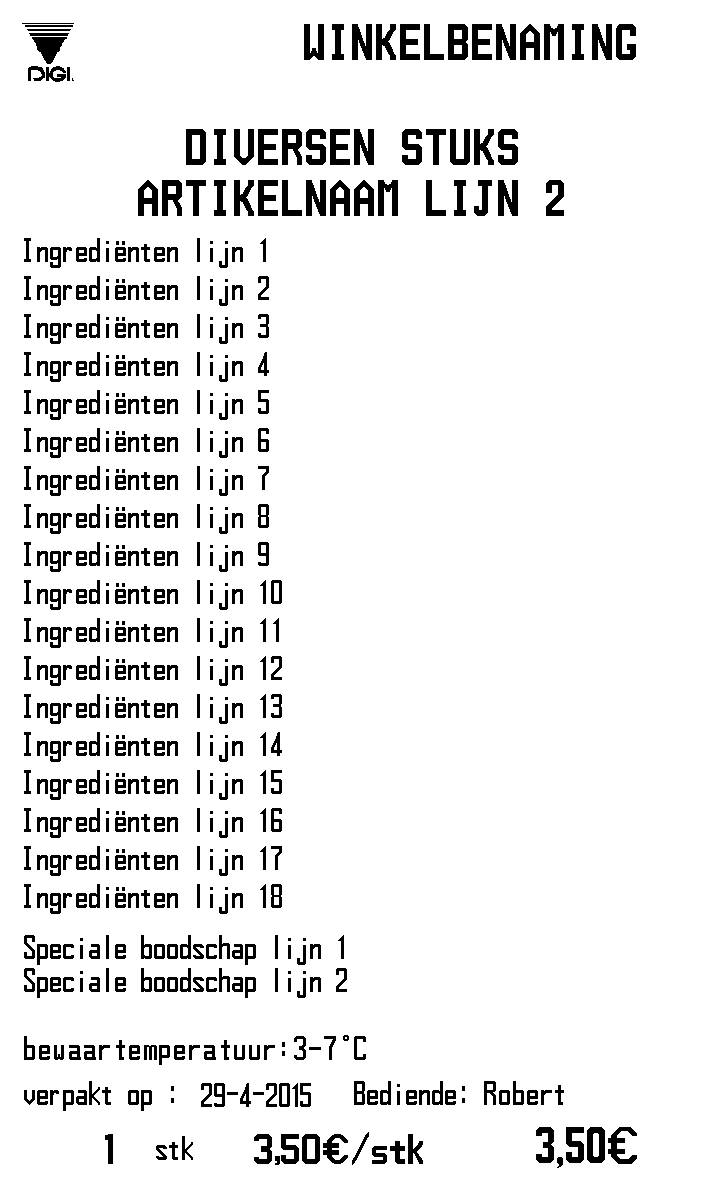 WINKELBENAMING
DIGI
DIVERSEN STUKS
ARTIKELNAAM LIJN 2
Ingrediënten lijn 1
Ingrediënten lijn 2
Ingrediënten lijn 3
Ingrediënten lijn 4
Ingrediënten lijn 5
Ingrediënten lijn 6
Ingrediënten lijn 7
Ingrediënten lijn 8
Ingrediënten lijn 9
Ingrediënten lijn 10
Ingrediënten lijn 11
Ingrediënten lijn 12
Ingrediënten lijn 13
Ingrediënten lijn 14
Ingrediënten lijn 15
Ingrediënten lijn 16
Ingrediënten lijn 17
Ingrediënten lijn 18
Speciale boodschap lijn 1
Speciale boodschap lijn 2
bewaartemperatuur:3-7°C
verpakt op : 29-4-2015 Bediende: Robert
1 stk 3,50€/stk 3,50€